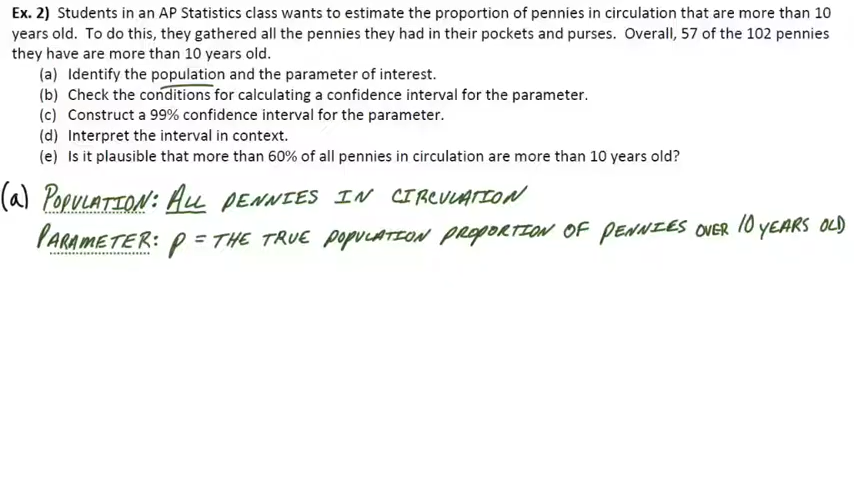 Ex. 2) Students in an AP Statistics class wants to estimate the proportion of pennies in circulation that are more than 10
years old. To do this, they gathered all the pennies they had in their pockets and purses. Overall, 57 of the 102 pennies
they have are more than 10 years old.
(a) Identify the population and the parameter of interest.
(b) Check the conditions for calculating a confidence interval for the parameter.
(c) Construct a 99% confidence interval for the parameter.
(d) Interpret the interval in context.
(e) Is it plausible that more than 60% of all pennies in circulation are more than 10 years old?
(a) POPULATION: ALL PENNIES IN CIRCULATION
PARAMETER: p = THE TRUE POPULATION PROPORTION OF PENNIES OVER 10 YEARS OLD